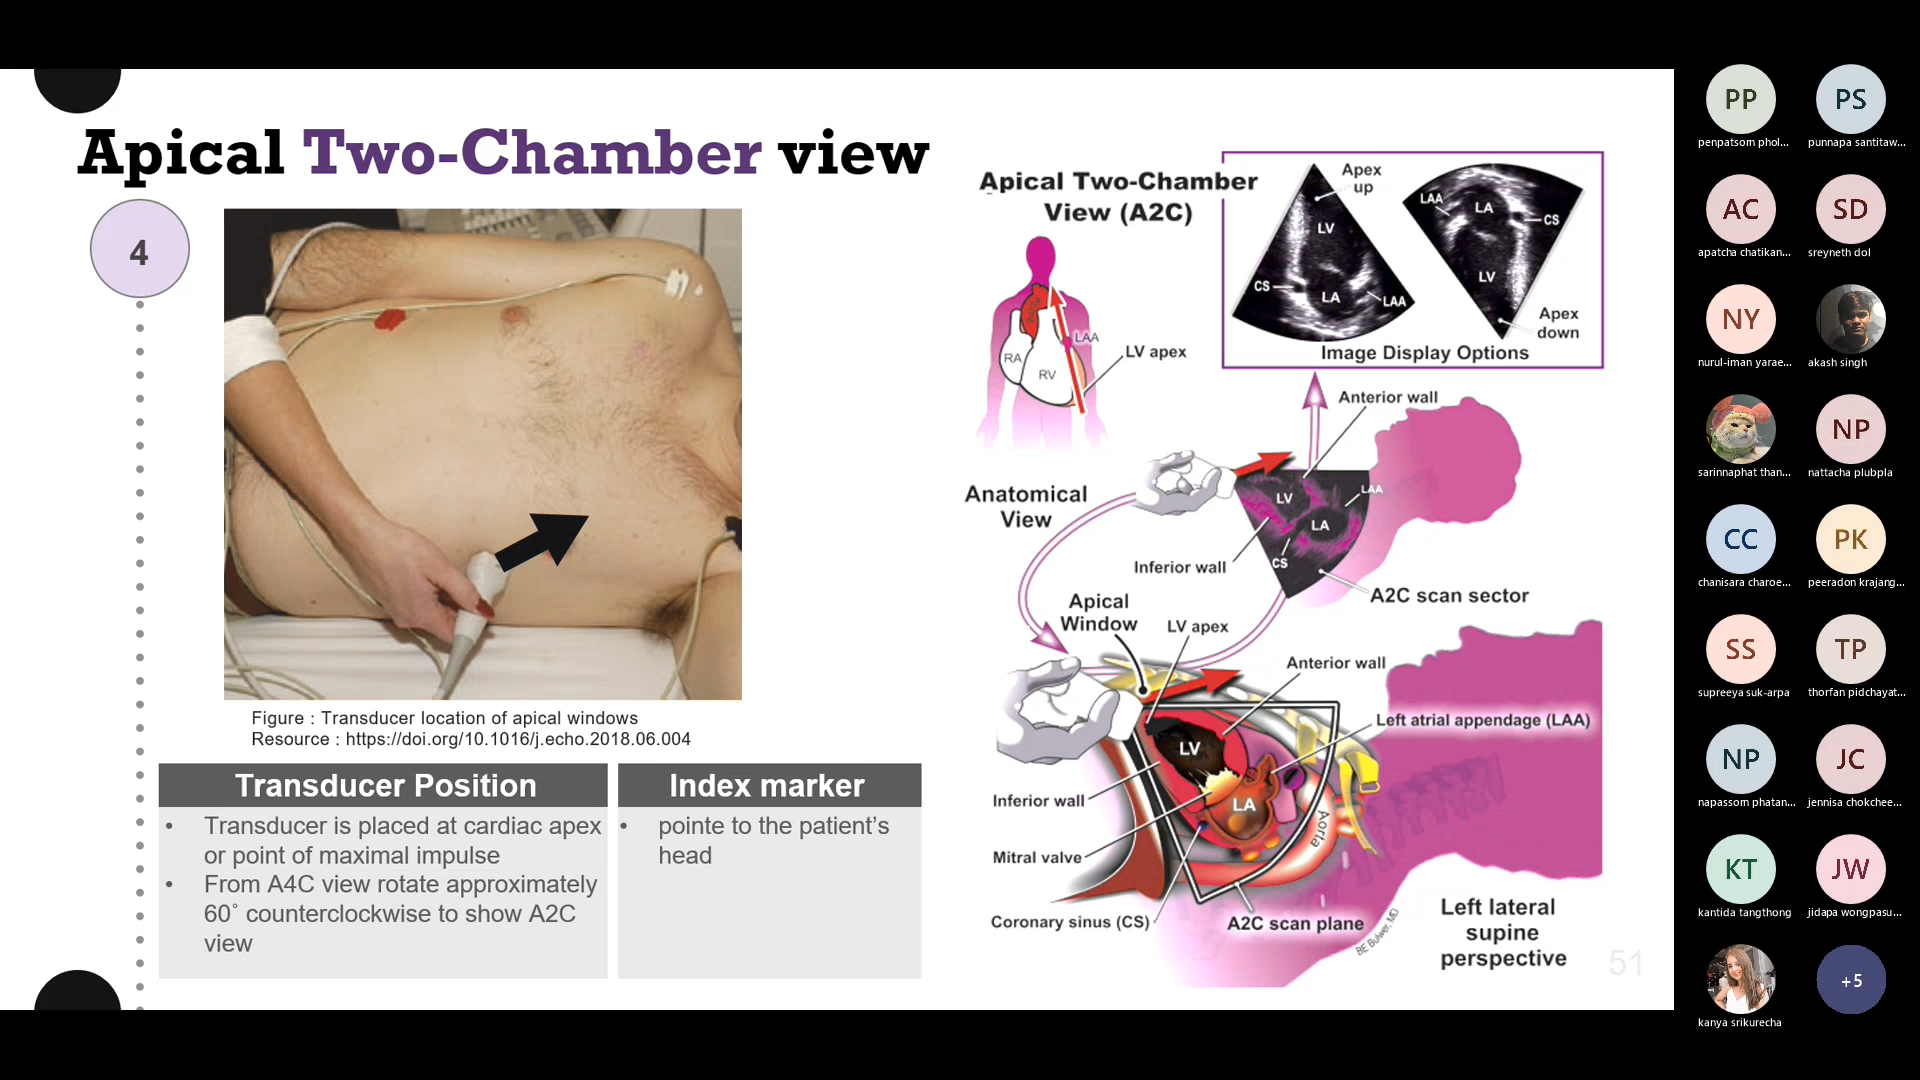 Apical Two-Chamber view
4
Figure : Transducer location of apical windows
Resource : https://doi.org/10.1016/j.echo.2018.06.004
Transducer Position
• Transducer is placed at cardiac apex
or point of maximal impulse
• From A4C view rotate approximately
60° counterclockwise to show A2C
view
Index marker
• pointe to the patient's
head
Apical Two-Chamber
View (A2C)
Apex
up
LV
CS
LA
LAA
LAA
LA
CS
LV
Apex
down
Image Display Options
RA
RV
LAA
LV apex
Anterior wall
LV
LAA
LA
CS
Anatomical
View
Inferior wall
A2C scan sector
Apical
Window
LV apex
Anterior wall
Left atrial appendage (LAA)
LV
LA
Aorta
Inferior wall
Mitral valve
Coronary sinus (CS)
A2C scan plane
BE Bulwer, MD
Left lateral
supine
perspective
51
PP
penpatsorn phol...
PS
punnapa santitaw...
AC
apatcha chatikan...
SD
sreyneth dol
NY
nurul-iman yarae...
akash singh
sarinnaphat than...
NP
nattacha plubpla
CC
chanisara charoe...
PK
peeradon krajang...
SS
supreeya suk-arpa
TP
thorfan pidchayat...
NP
napassorn phatan...
JC
jennisa chokchee...
KT
kantida tangthong
JW
jidapa wongpasu...
kanya srikurecha
+5